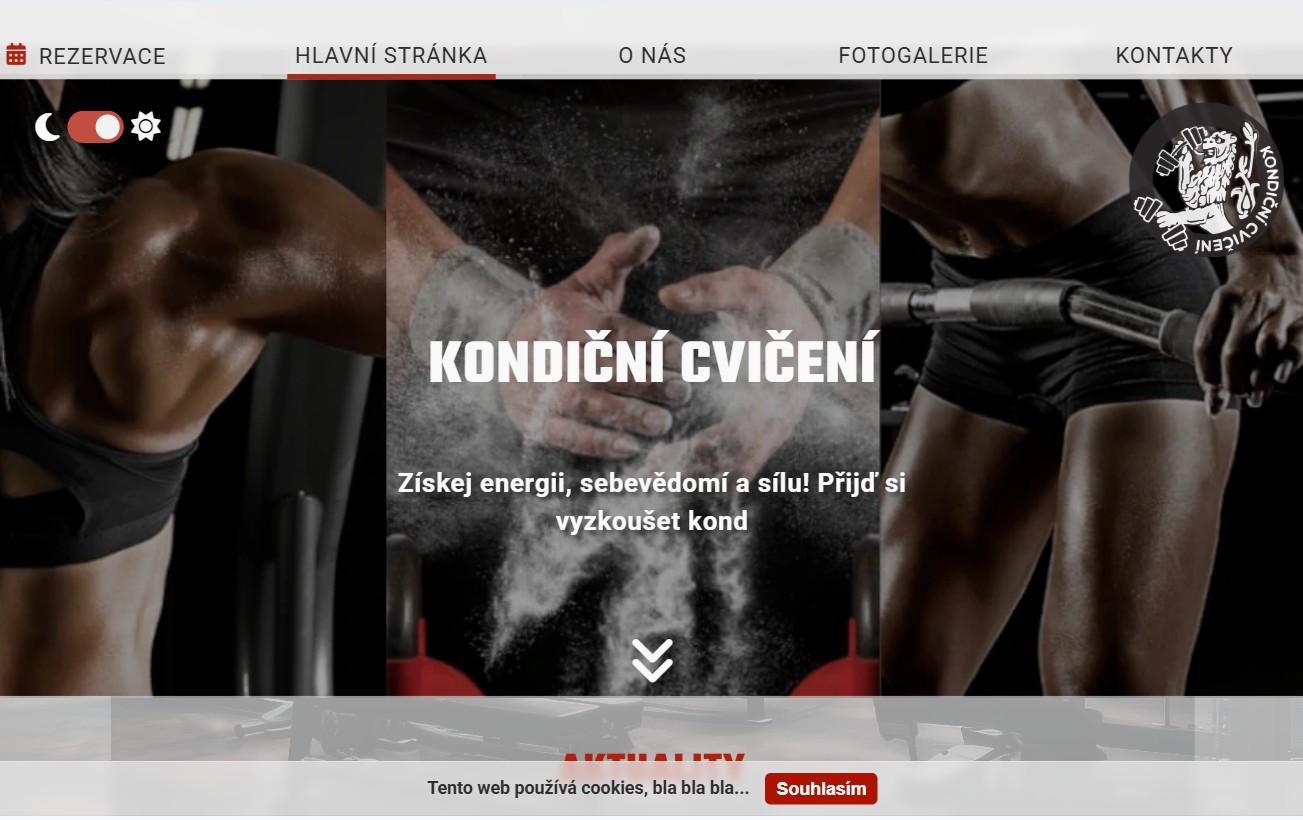 REZERVACE
HLAVNÍ STRÁNKA
O NÁS
FOTOGALERIE
KONTAKTY
KONDIČNÍ CVIČENÍ
KONDIČNÍ CVIČENÍ
Získej energii, sebevědomí a sílu! Přijď si
vyzkoušet kond
AKTUALITY
Tento web používá cookies, bla bla bla...
Souhlasím